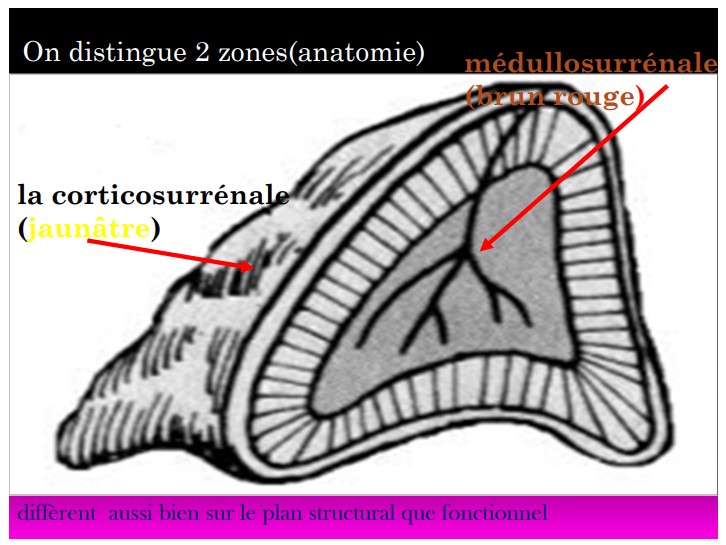 On distingue 2 zones(anatomie)
médullosurrénale
(brun rouge)
la corticosurrénale
(jaunâtre)
diffèrent aussi bien sur le plan structural que fonctionnel